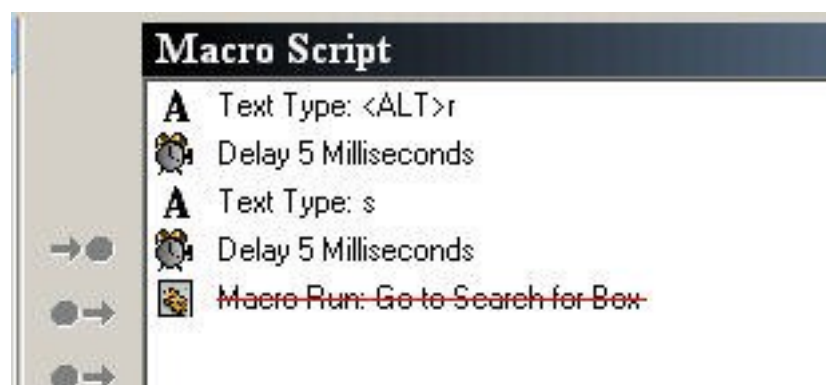 Macro Script
Text Type: <ALT>r
Delay 5 Milliseconds
Text Type: s
Delay 5 Milliseconds
Macro Run: Go to Search for Box